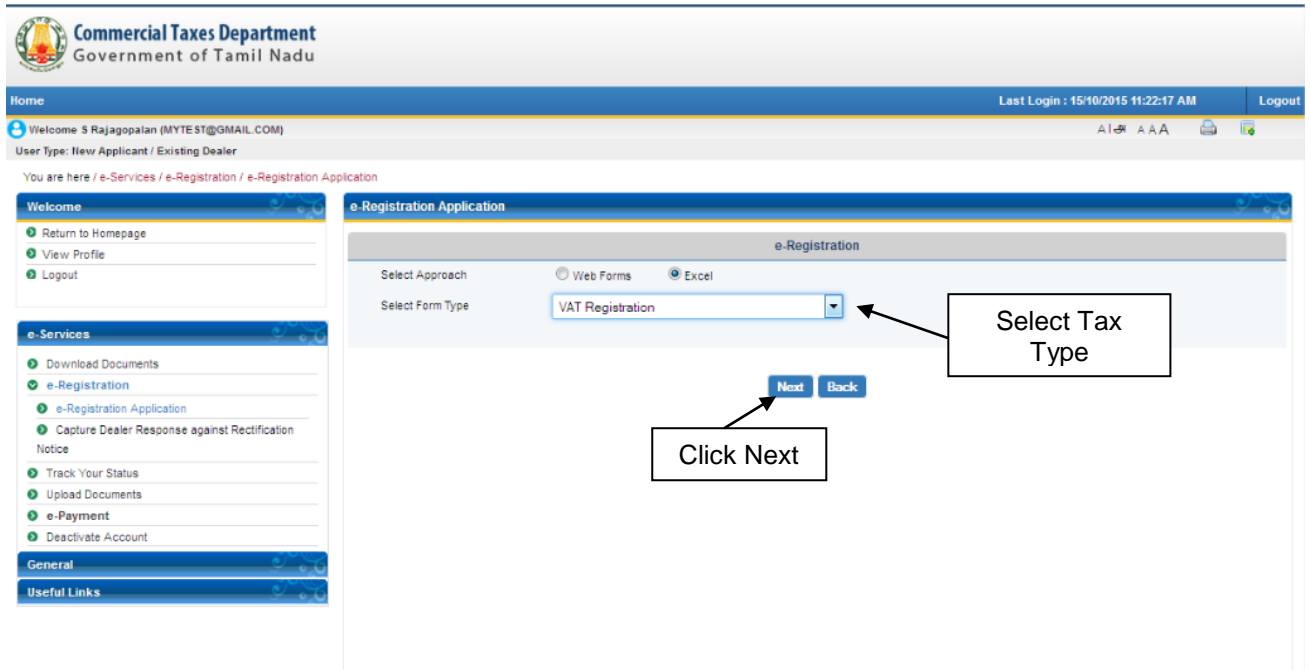 Commercial Taxes Department
Government of Tamil Nadu
Home
Last Login : 15/10/2015 11:22:17 AM
Logout
Welcome S Rajagopalan (MYTEST@GMAIL.COM)
A A A
User Type: New Applicant / Existing Dealer
You are here / e-Services / e-Registration / e-Registration Application
Welcome
Return to Homepage
View Profile
Logout
e-Services
Download Documents
e-Registration
e-Registration Application
Capture Dealer Response against Rectification
Notice
Track Your Status
Upload Documents
e-Payment
Deactivate Account
General
Useful Links
e-Registration Application
e-Registration
Select Approach
Web Forms
Excel
Select Form Type
VAT Registration
Select Tax
Type
Next
Back
Click Next